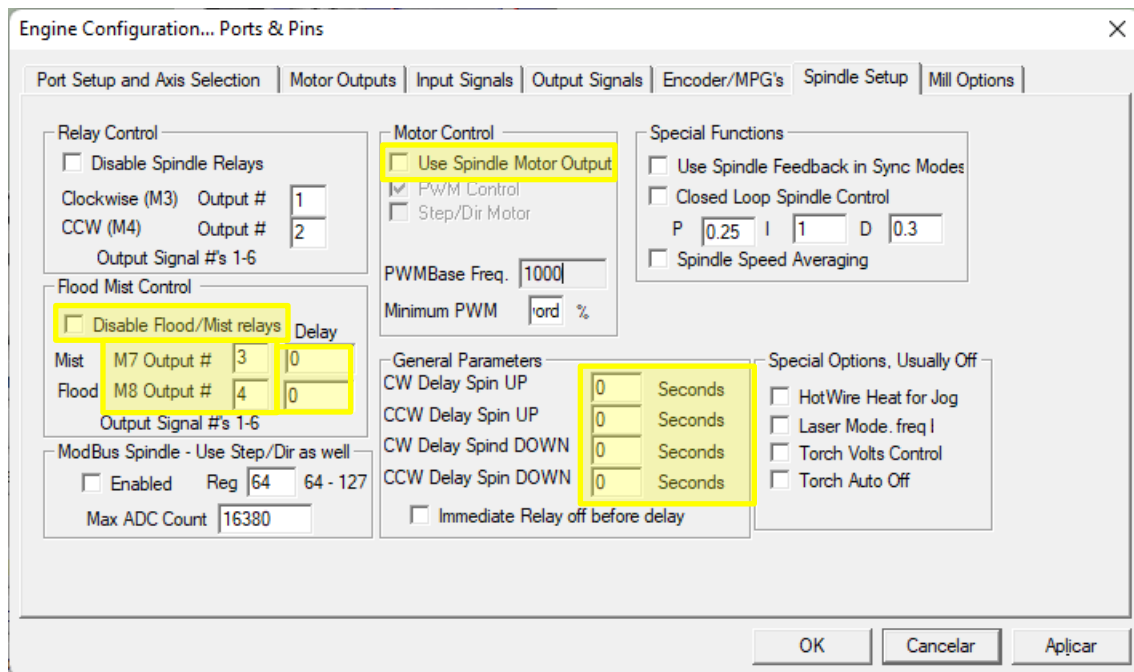 Engine Configuration... Ports & Pins
Port Setup and Axis Selection Motor Outputs Input Signals Output Signals Encoder/MPG's Spindle Setup Mill Options
Relay Control
Disable Spindle Relays
Clockwise (M3) Output # 1
CCW (M4) Output # 2
Output Signal #'s 1-6
Flood Mist Control
Disable Flood/Mist relays Delay
Mist M7 Output # 3 0
Flood M8 Output # 4 0
Output Signal #'s 1-6
ModBus Spindle - Use Step/Dir as well
Enabled Reg 64 64 - 127
Max ADC Count 16380
Motor Control
Use Spindle Motor Output
PWM Control
Step/Dir Motor
PWMBase Freq. 1000
Minimum PWM %
General Parameters
CW Delay Spin UP 0 Seconds
CCW Delay Spin UP 0 Seconds
CW Delay Spind DOWN 0 Seconds
CCW Delay Spin DOWN 0 Seconds
Immediate Relay off before delay
Special Functions
Use Spindle Feedback in Sync Modes
Closed Loop Spindle Control
P 0.25 I 1 D 0.3
Spindle Speed Averaging
Special Options, Usually Off
HotWire Heat for Jog
Laser Mode. freq
Torch Volts Control
Torch Auto Off
OK Cancelar Aplicar